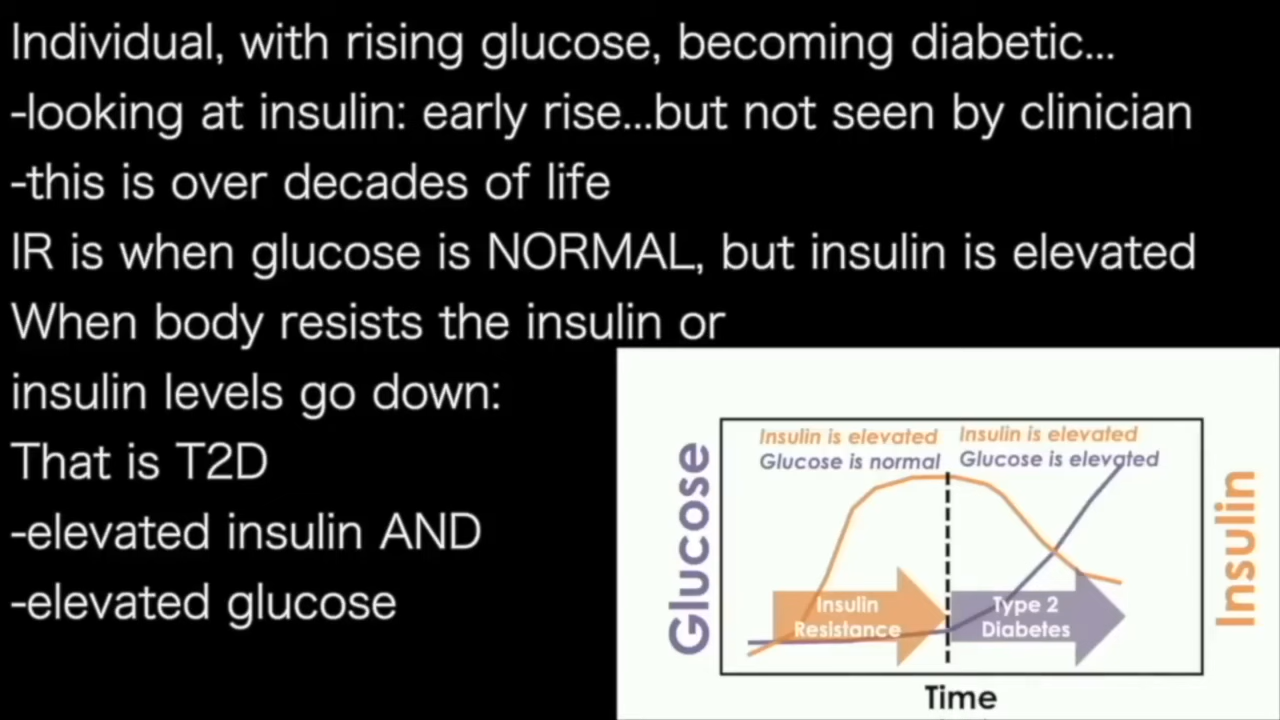 Individual, with rising glucose, becoming diabetic...
-looking at insulin: early rise...but not seen by clinician
-this is over decades of life
IR is when glucose is NORMAL, but insulin is elevated
When body resists the insulin or
insulin levels go down:
That is T2D
-elevated insulin AND
-elevated glucose
Glucose
Insulin is elevated
Glucose is normal
Insulin is elevated
Glucose is elevated
Insulin
Resistance
Type 2
Diabetes
Insulin
Time